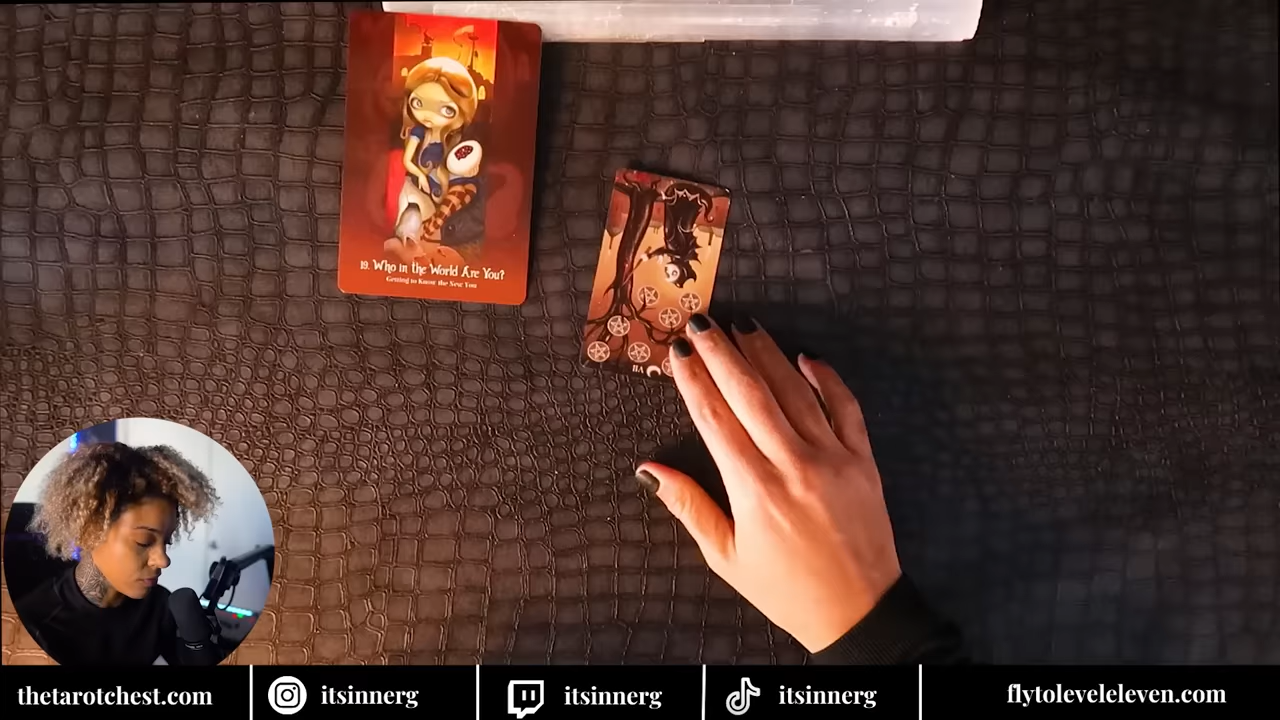 19. Who in the World Are You?
Getting to Know the New You
VII
thetarotchest.com
itsinnerg
itsinnerg
itsinnerg
flytoleveleleven.com